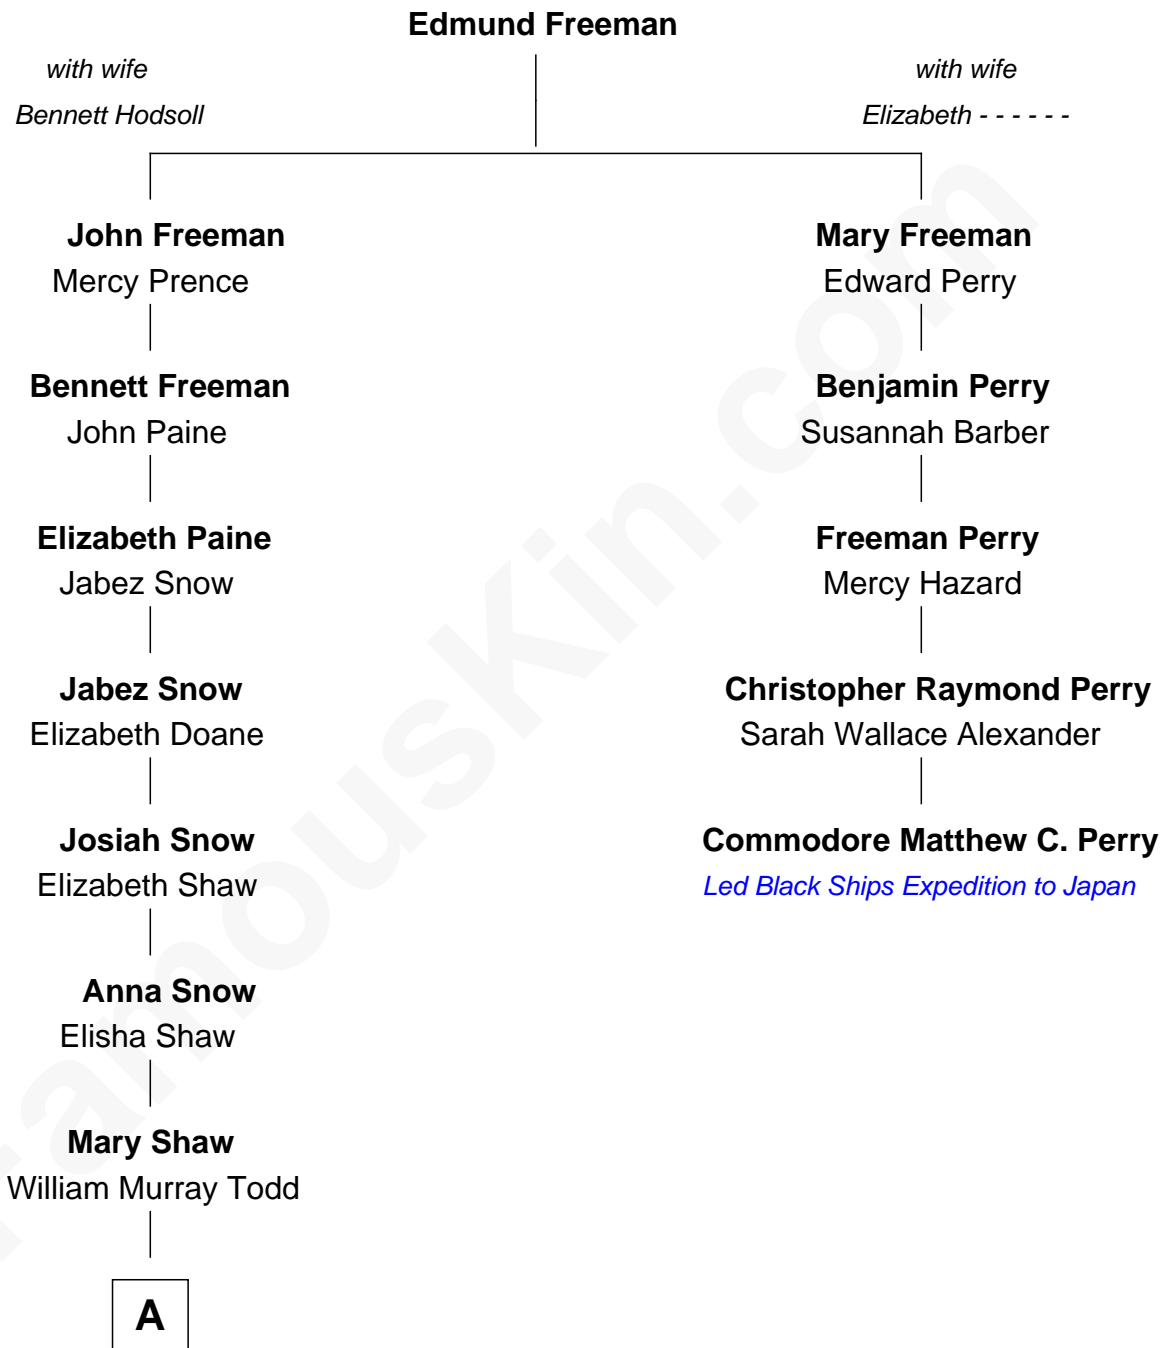 Edmund Freeman
with wife
Bennett Hodsoll
with wife
Elizabeth - - - - - -
John Freeman
Mercy Prence
Mary Freeman
Edward Perry
Bennett Freeman
John Paine
Benjamin Perry
Susannah Barber
Elizabeth Paine
Jabez Snow
Freeman Perry
Mercy Hazard
Jabez Snow
Elizabeth Doane
Christopher Raymond Perry
Sarah Wallace Alexander
Josiah Snow
Elizabeth Shaw
Commodore Matthew C. Perry
Led Black Ships Expedition to Japan
Anna Snow
Elisha Shaw
Mary Shaw
William Murray Todd
A
FamousKin.com